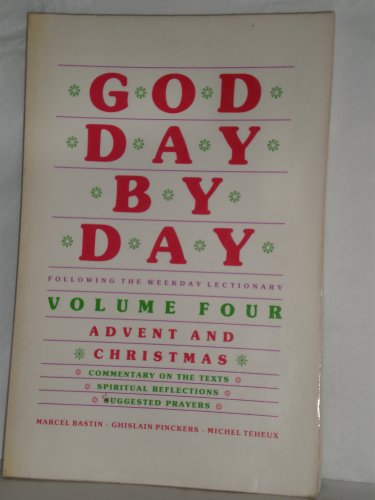 GOD
DAY
BY
DAY
FOLLOWING THE WEEKDAY LECTIONARY
VOLUME FOUR
ADVENT AND
CHRISTMAS
COMMENTARY ON THE TEXTS
SPIRITUAL REFLECTIONS
SUGGESTED PRAYERS
MARCEL BASTIN - GHISLAIN PINCKERS - MICHEL TEHEUX